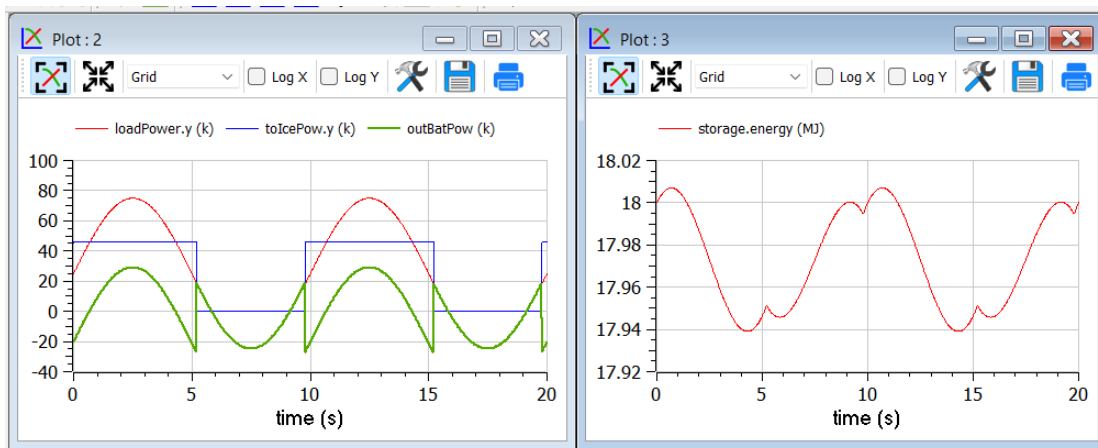 Plot : 2
Grid
Log X
Log Y
loadPower.y (k)
toIcePow.y (k)
outBatPow (k)
100
80
60
40
20
0
-20
-40
0
5
10
15
20
time (s)
Plot : 3
Grid
Log X
Log Y
storage.energy (MJ)
18.02
18
17.98
17.96
17.94
17.92
0
5
10
15
20
time (s)